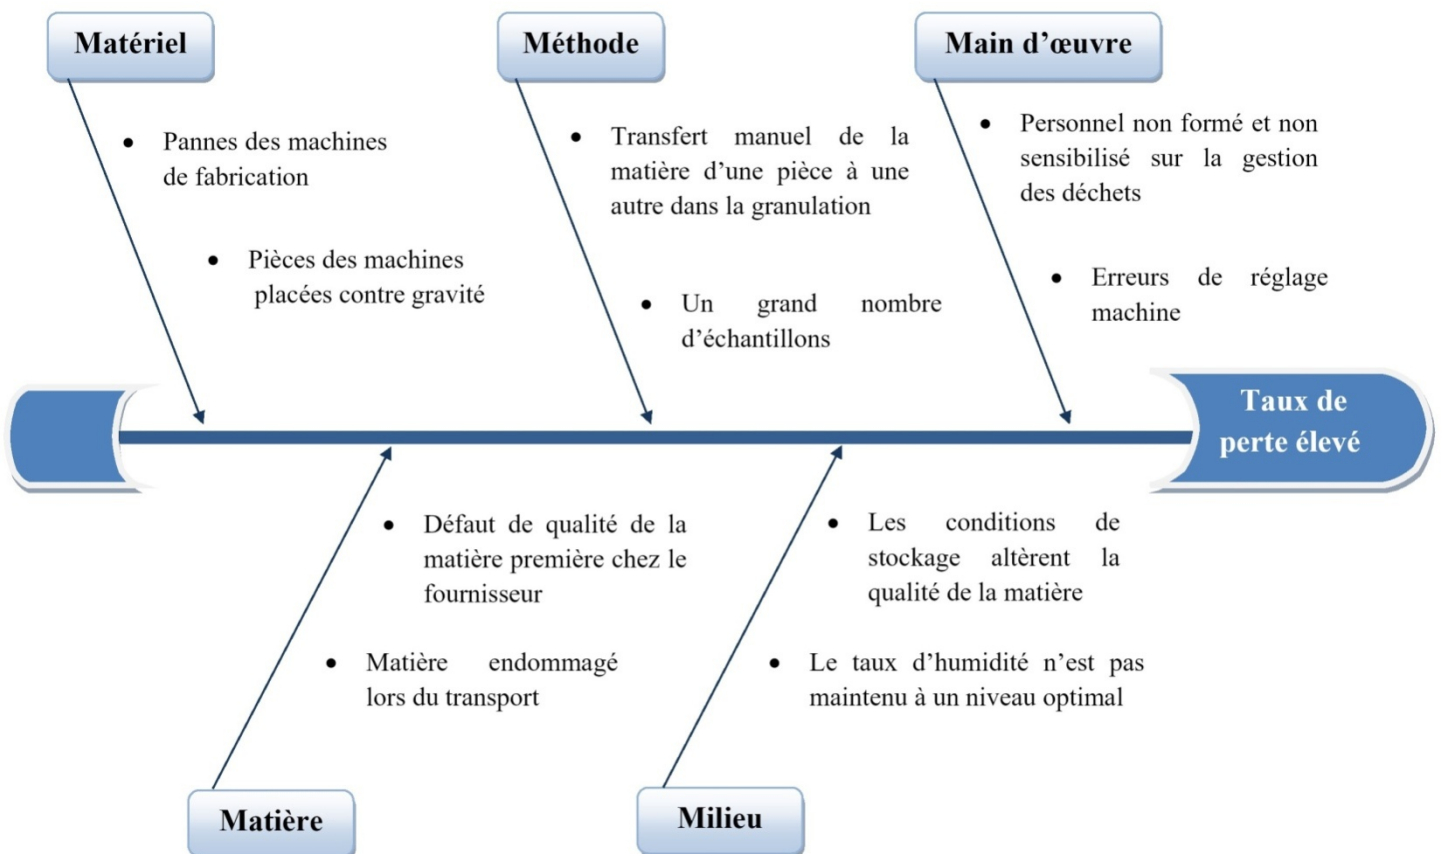 Matériel
Méthode
Main d’œuvre
• Pannes des machines
de fabrication
• Pièces des machines
placées contre gravité
• Transfert manuel de la
matière d’une pièce à une
autre dans la granulation
• Un grand nombre
d’échantillons
• Personnel non formé et non
sensibilisé sur la gestion
des déchets
• Erreurs de réglage
machine
Taux de
perte élevé
• Défaut de qualité de la
matière première chez le
fournisseur
• Matière endommagé
lors du transport
• Les conditions de
stockage altèrent la
qualité de la matière
• Le taux d’humidité n’est pas
maintenu à un niveau optimal
Matière
Milieu